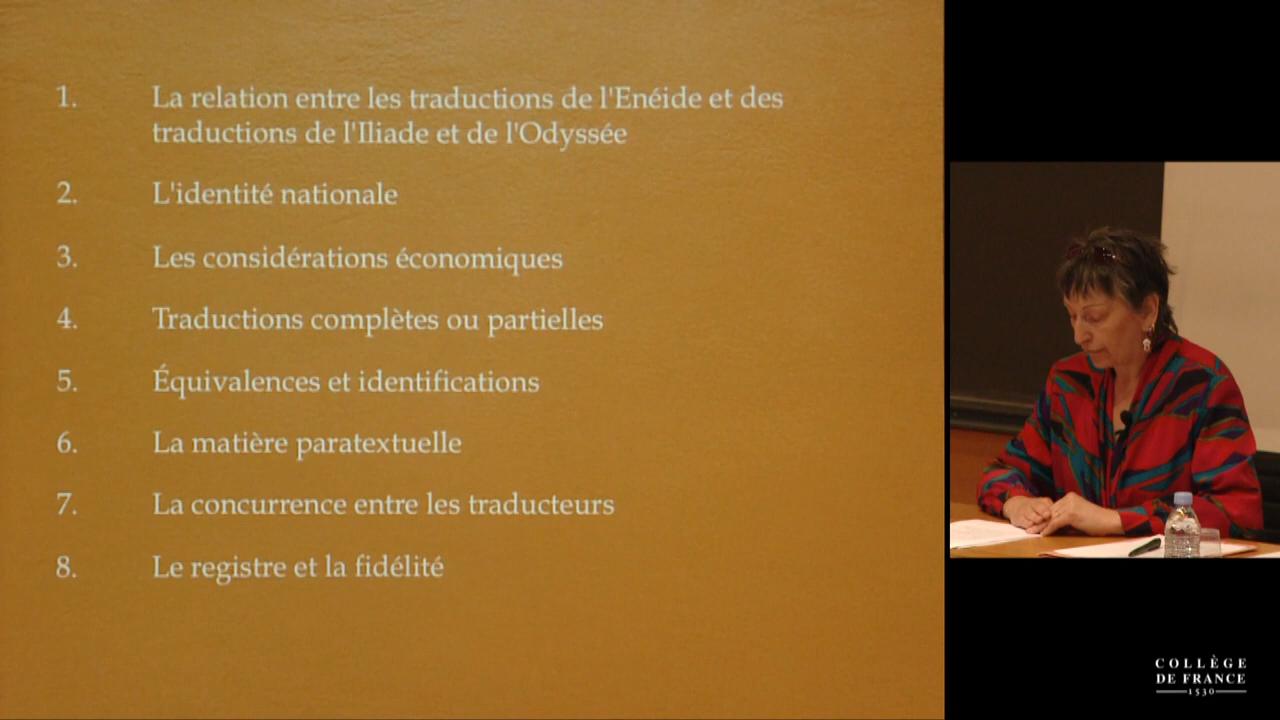 1. La relation entre les traductions de l'Enéide et des
traductions de l'Iliade et de l'Odyssée
2. L'identité nationale
3. Les considérations économiques
4. Traductions complètes ou partielles
5. Équivalences et identifications
6. La matière paratextuelle
7. La concurrence entre les traducteurs
8. Le registre et la fidélité
COLLÈGE
DE FRANCE
1530